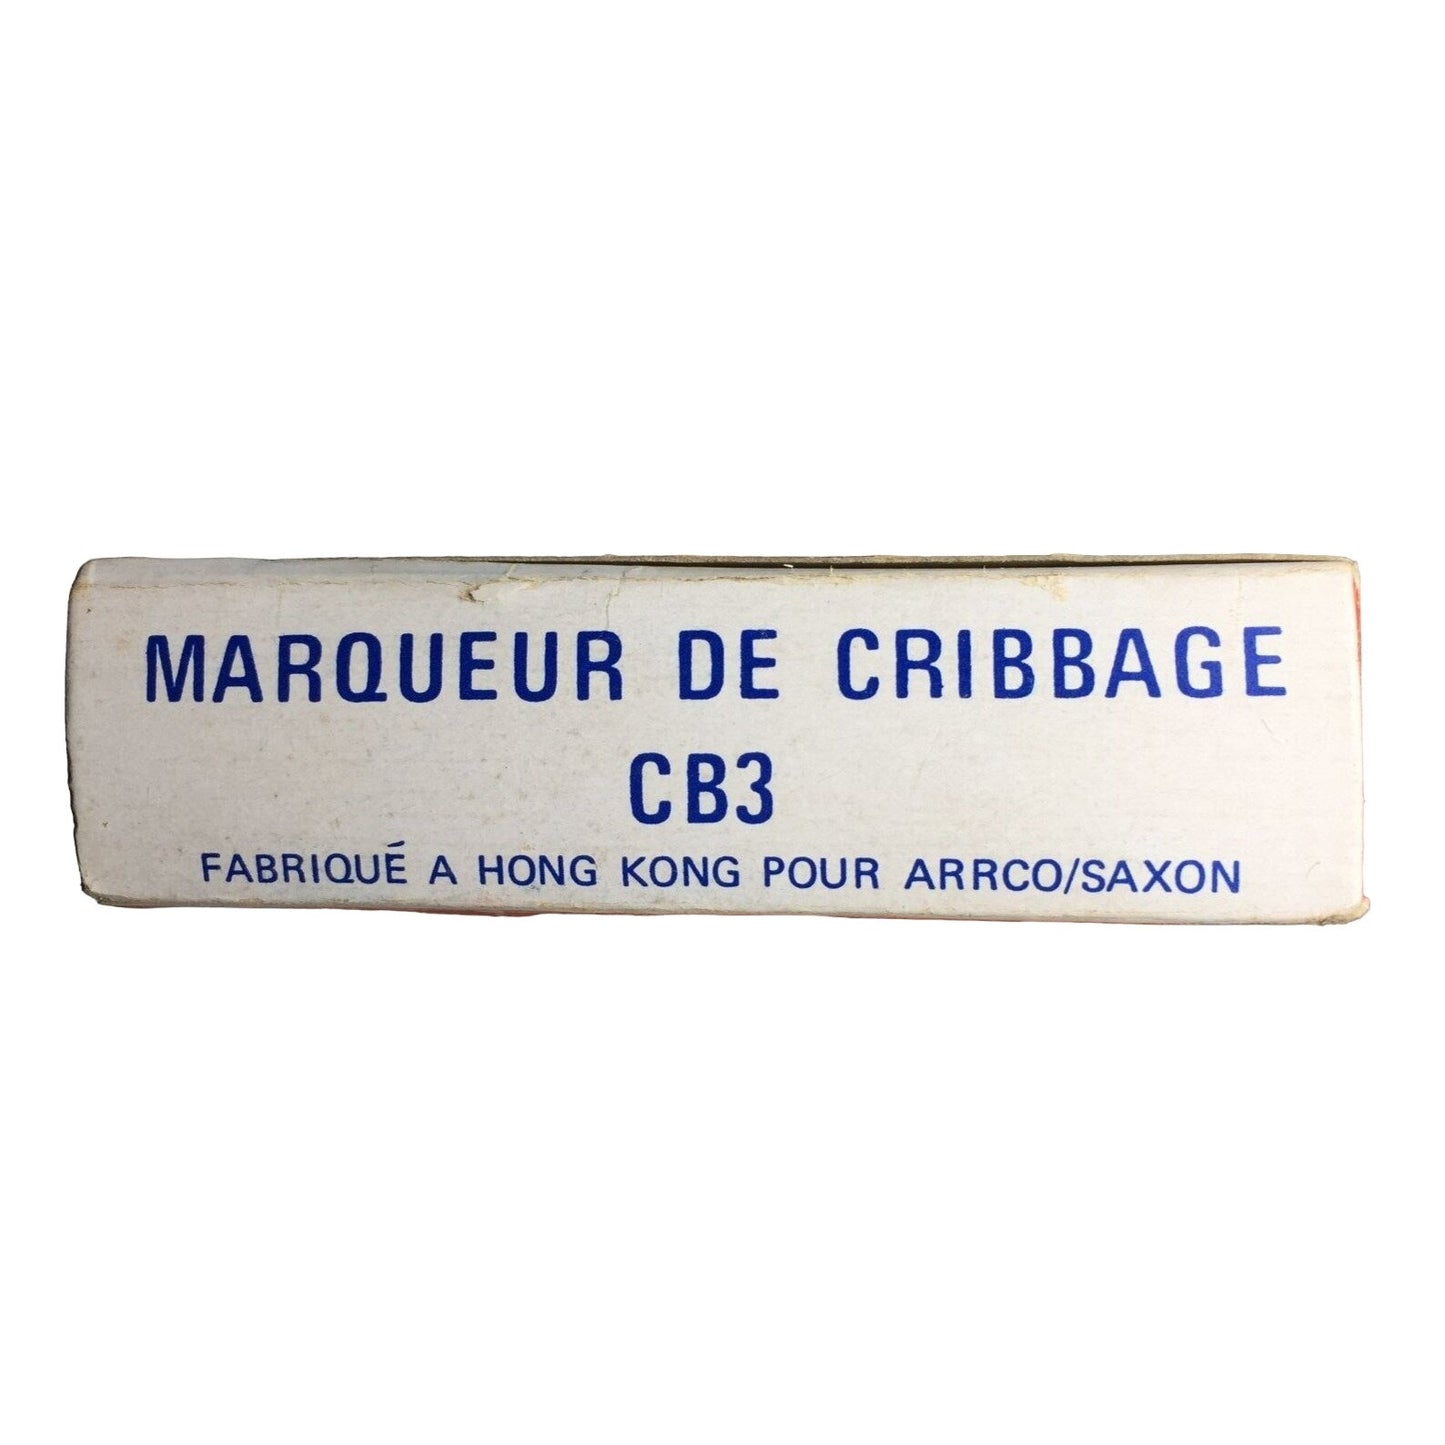 MARQUEUR DE CRIBBAGE
CB3
FABRIQUÉ A HONG KONG POUR ARRCO/SAXON